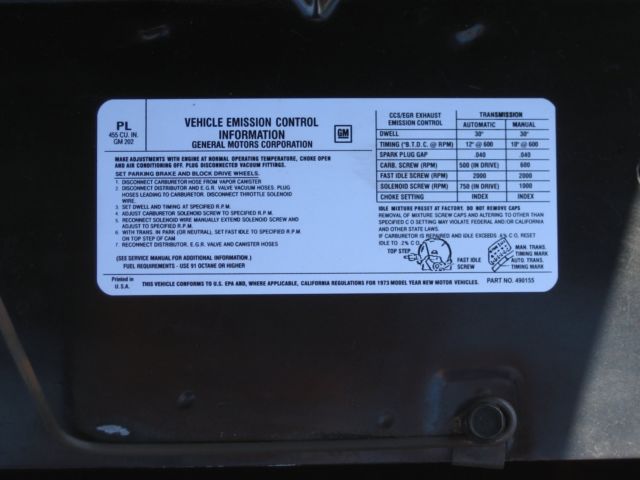 PL
455 CU. IN.
GM 202
VEHICLE EMISSION CONTROL
INFORMATION
GENERAL MOTORS CORPORATION
GM
MAKE ADJUSTMENTS WITH ENGINE AT NORMAL OPERATING TEMPERATURE, CHOKE OPEN
AND AIR CONDITIONING OFF. PLUG DISCONNECTED VACUUM FITTINGS.
SET PARKING BRAKE AND BLOCK DRIVE WHEELS.
1. DISCONNECT CARBURETOR HOSE FROM VAPOR CANISTER
2. DISCONNECT DISTRIBUTOR AND E.G.R. VALVE VACUUM HOSES. PLUG
HOSES LEADING TO CARBURETOR. DISCONNECT THROTTLE SOLENOID
WIRE.
3. SET DWELL AND TIMING AT SPECIFIED R.P.M.
4. ADJUST CARBURETOR SOLENOID SCREW TO SPECIFIED R.P.M.
5. RECONNECT SOLENOID WIRE MANUALLY EXTEND SOLENOID SCREW AND
ADJUST TO SPECIFIED R.P.M.
6. WITH TRANS. IN PARK (OR NEUTRAL), SET FAST IDLE TO SPECIFIED R.P.M.
ON TOP STEP OF CAM
7. RECONNECT DISTRIBUTOR, E.G.R. VALVE AND CANISTER HOSES
(SEE SERVICE MANUAL FOR ADDITIONAL INFORMATION.)
FUEL REQUIREMENTS - USE 91 OCTANE OR HIGHER
CCS/EGR EXHAUST
EMISSION CONTROL
TRANSMISSION
AUTOMATIC MANUAL
DWELL 30° 30°
TIMING (°B.T.D.C. @ RPM) 12° @ 600 10° @ 600
SPARK PLUG GAP .040 .040
CARB. SCREW (RPM) 500 (IN DRIVE) 600
FAST IDLE SCREW (RPM) 2000 2000
SOLENOID SCREW (RPM) 750 (IN DRIVE) 1000
CHOKE SETTING INDEX INDEX
IDLE MIXTURE PRESET AT FACTORY. DO NOT REMOVE CAPS
REMOVAL OF MIXTURE SCREW CAPS AND ALTERING TO OTHER THAN
SPECIFIED C O SETTING MAY VIOLATE FEDERAL AND/OR CALIFORNIA
AND OTHER STATE LAWS
IF CARBURETOR IS REPAIRED AND IDLE EXCEEDS .6% C.O. RESET
IDLE TO .2% C.O.
TOP STEP
FAST IDLE
SCREW
MAN. TRANS.
TIMING MARK
AUTO. TRANS.
TIMING MARK
Printed in
U.S.A.
THIS VEHICLE CONFORMS TO U.S. EPA AND, WHERE APPLICABLE, CALIFORNIA REGULATIONS FOR 1973 MODEL YEAR NEW MOTOR VEHICLES.
PART NO. 490155